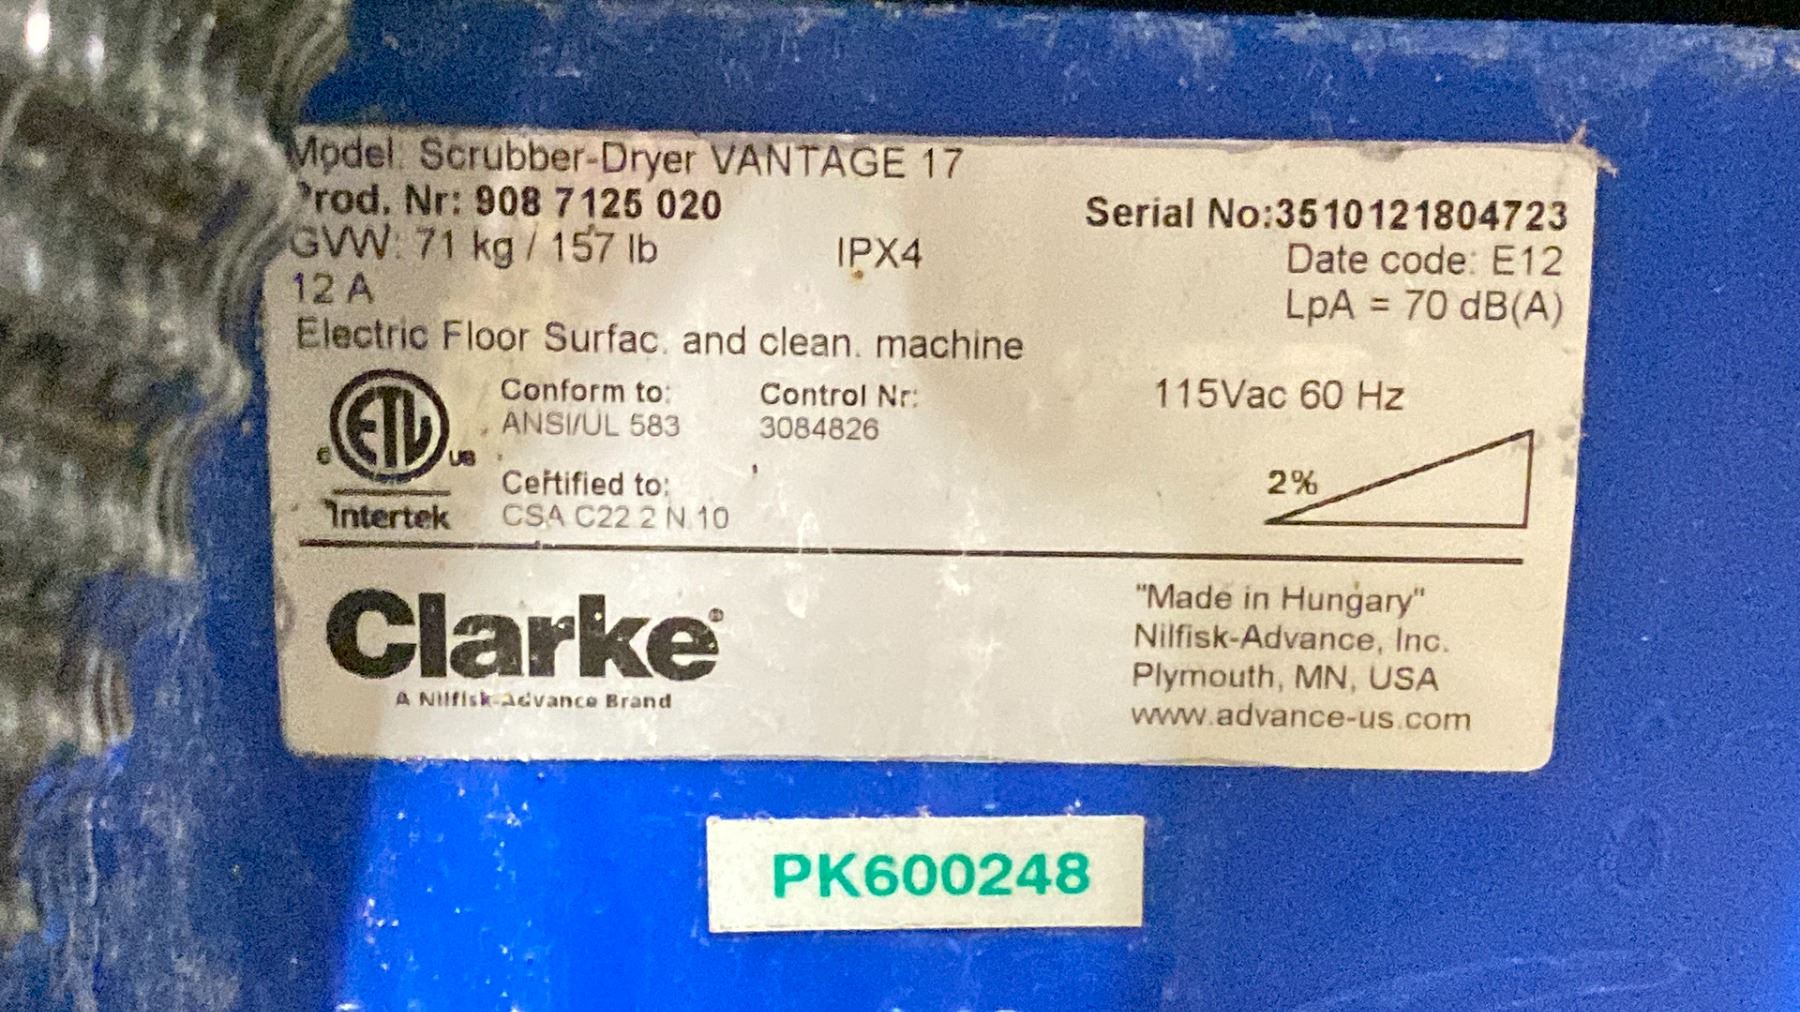 Model: Scrubber-Dryer VANTAGE 17
Prod. Nr: 908 7125 020
Serial No:3510121804723
GVW: 71 kg / 157 lb
IPX4
Date code: E12
12 A
LpA = 70 dB(A)
Electric Floor Surfac. and clean. machine
ETL
c us
Intertek
Conform to:
ANSI/UL 583
Control Nr:
3084826
115Vac 60 Hz
Certified to:
CSA C22 2 N.10
2%
Clarke®
A Nilfisk-Advance Brand
"Made in Hungary"
Nilfisk-Advance, Inc.
Plymouth, MN, USA
www.advance-us.com
PK600248